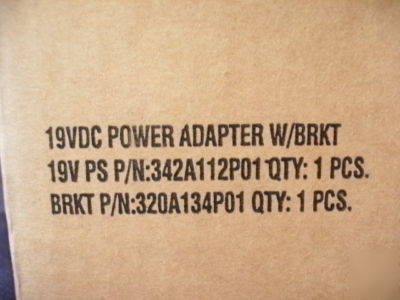 19VDC POWER ADAPTER W/BRKT
19V PS P/N:342A112P01 QTY: 1 PCS.
BRKT P/N:320A134P01 QTY: 1 PCS.